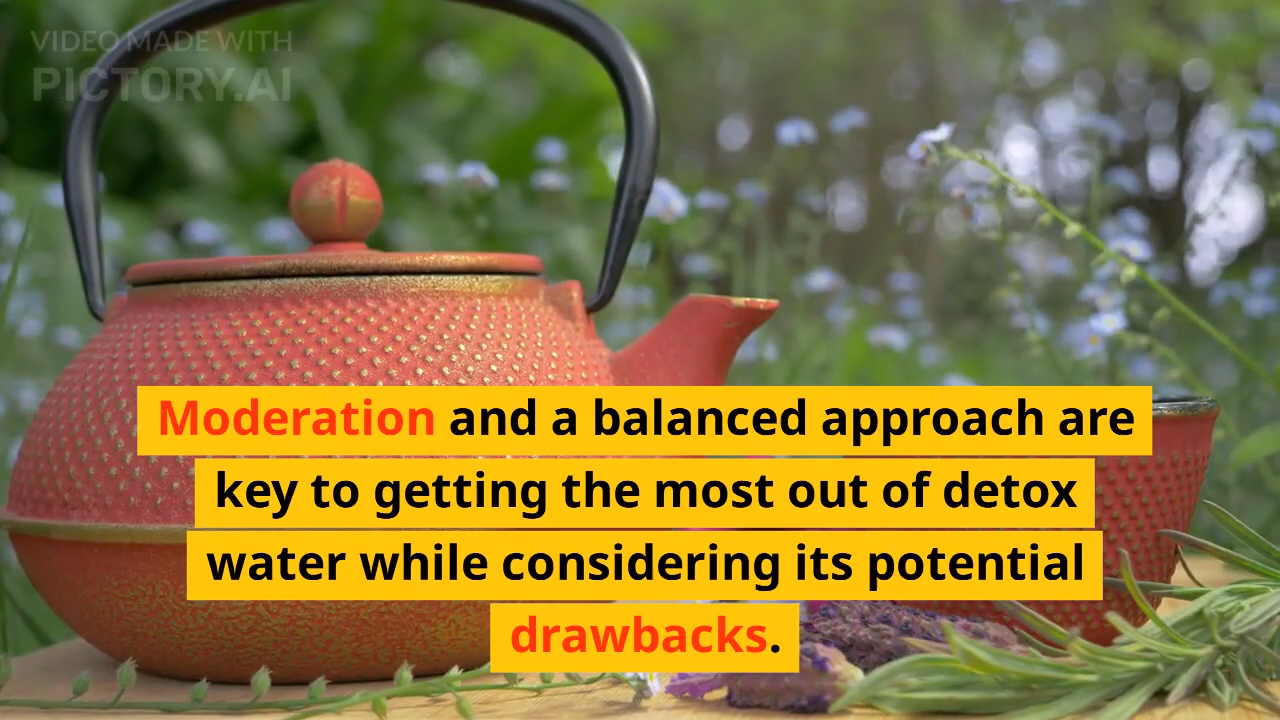 VIDEO MADE WITH
PICTORY.AI
Moderation and a balanced approach are
key to getting the most out of detox
water while considering its potential
drawbacks.